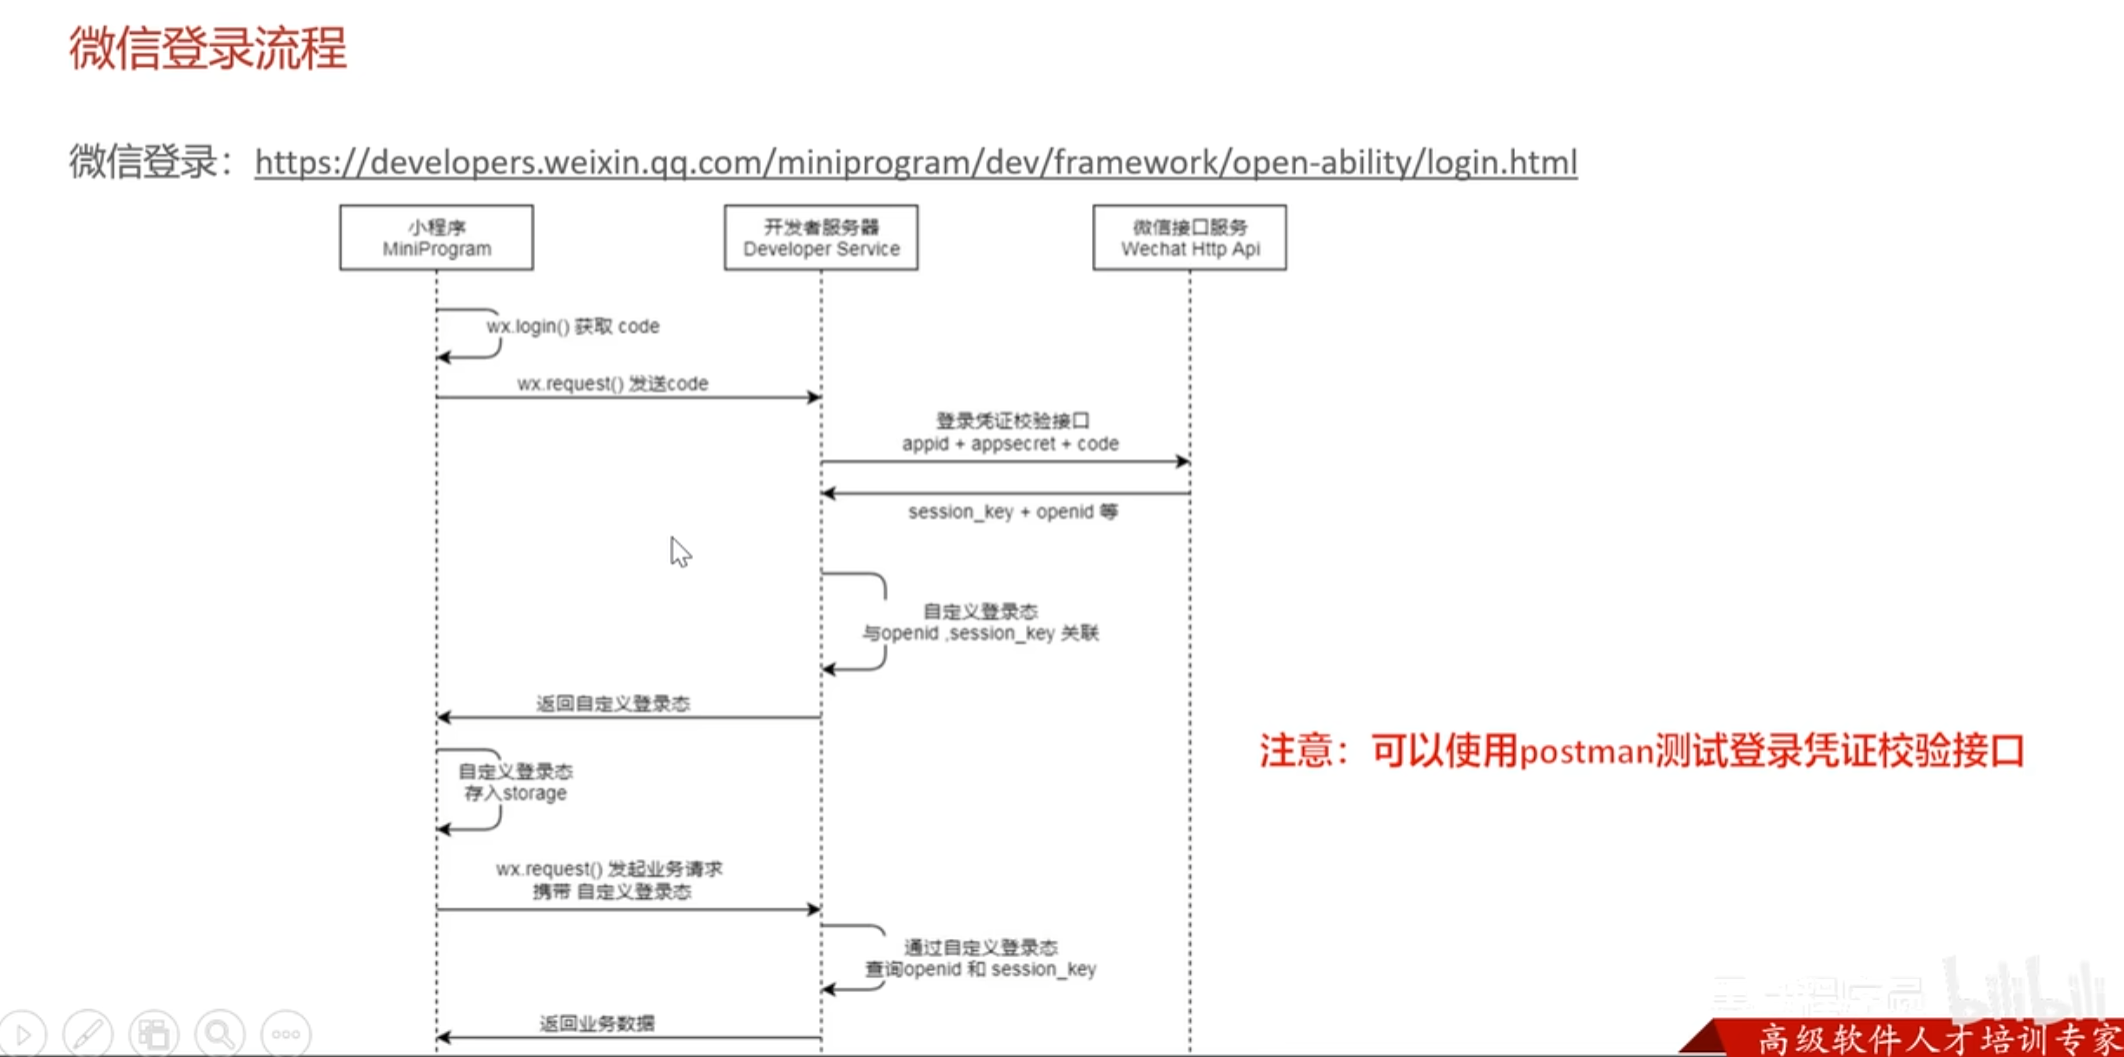 微信登录流程
微信登录：https://developers.weixin.qq.com/miniprogram/dev/framework/open-ability/login.html
小程序
MiniProgram
开发者服务器
Developer Service
微信接口服务
Wechat Http Api
wx.login() 获取 code
wx.request() 发送code
登录凭证校验接口
appid + appsecret + code
session_key + openid 等
自定义登录态
与openid ,session_key 关联
返回自定义登录态
注意：可以使用postman测试登录凭证校验接口
自定义登录态
存入storage
wx.request() 发起业务请求
携带 自定义登录态
通过自定义登录态
查询openid 和 session_key
返回业务数据
bilibili
高级软件人才培训专家